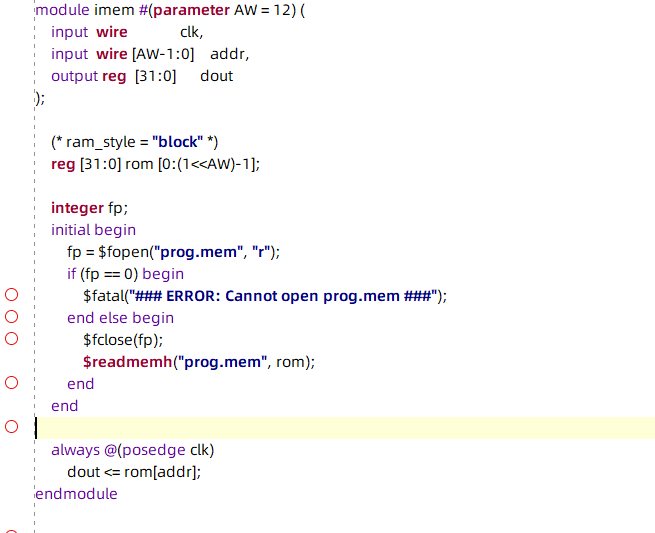 module imem #(parameter AW = 12) (
input wire clk,
input wire [AW-1:0] addr,
output reg [31:0] dout
);
(* ram_style = "block" *)
reg [31:0] rom [0:(1<<AW)-1];
integer fp;
initial begin
fp = $fopen("prog.mem", "r");
if (fp == 0) begin
$fatal("### ERROR: Cannot open prog.mem ###");
end else begin
$fclose(fp);
$readmemh("prog.mem", rom);
end
end
always @(posedge clk)
dout <= rom[addr];
endmodule